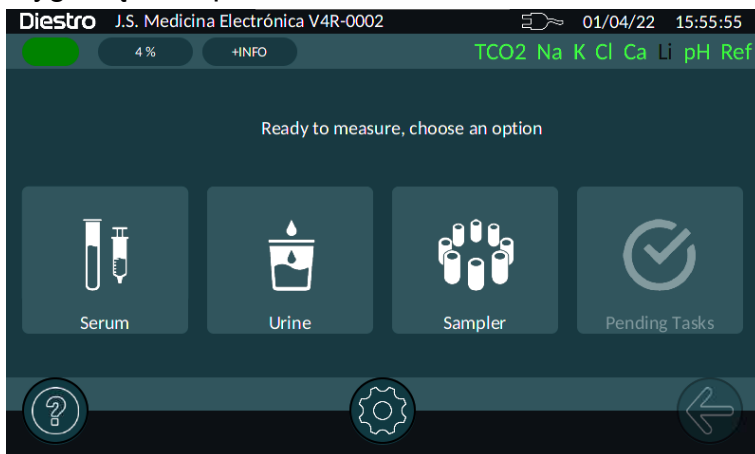 Diestro J.S. Medicina Electrónica V4R-0002 01/04/22 15:55:55
4 % +INFO TCO2 Na K Cl Ca Li pH Ref
Ready to measure, choose an option
Serum Urine Sampler Pending Tasks
?